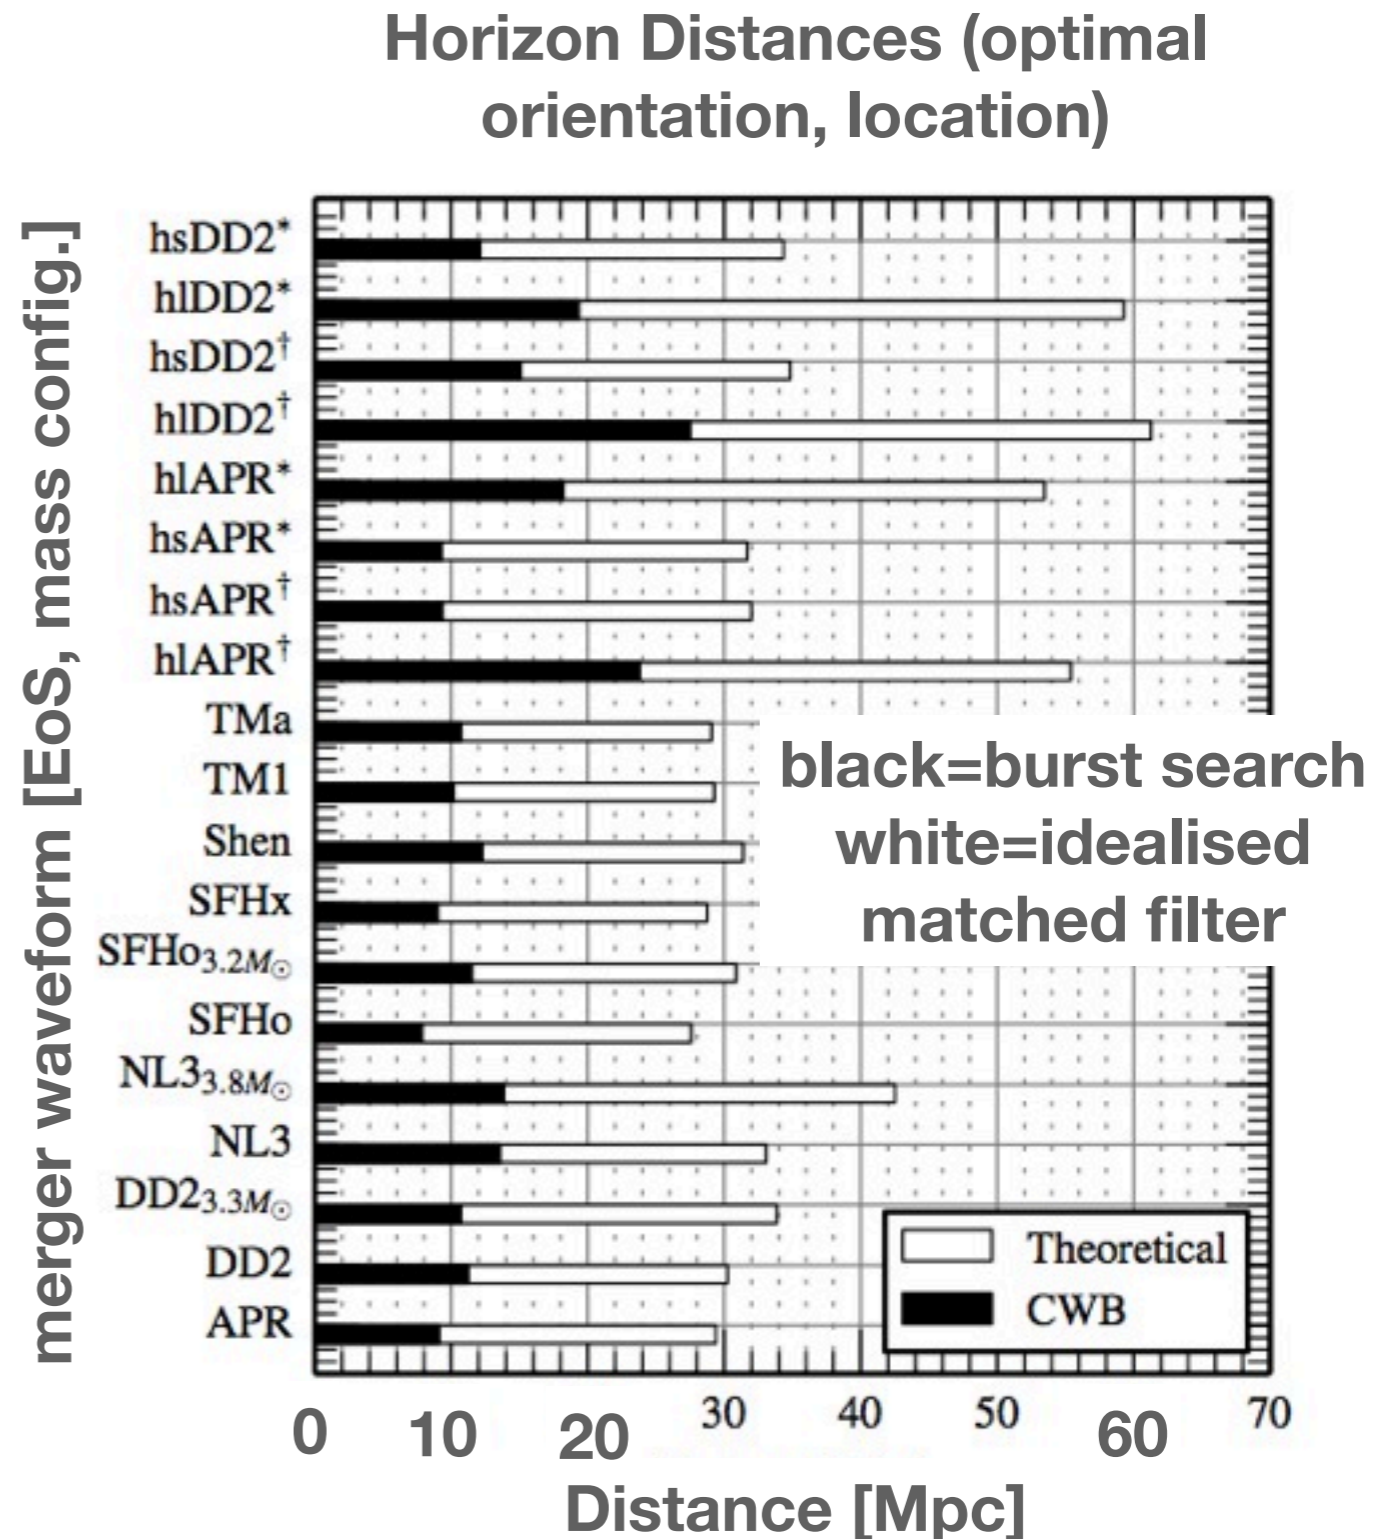 Horizon Distances (optimal
orientation, location)
merger waveform [EoS, mass config.]
hsDD2*
hlDD2*
hsDD2†
hlDD2†
hlAPR*
hsAPR*
hsAPR†
hlAPR†
TMa
TM1
Shen
SFHx
SFHo3.2M⊙
SFHo
NL33.8M⊙
NL3
DD23.3M⊙
DD2
APR
black=burst search
white=idealised
matched filter
Theoretical
CWB
0 10 20 30 40 50 60 70
Distance [Mpc]